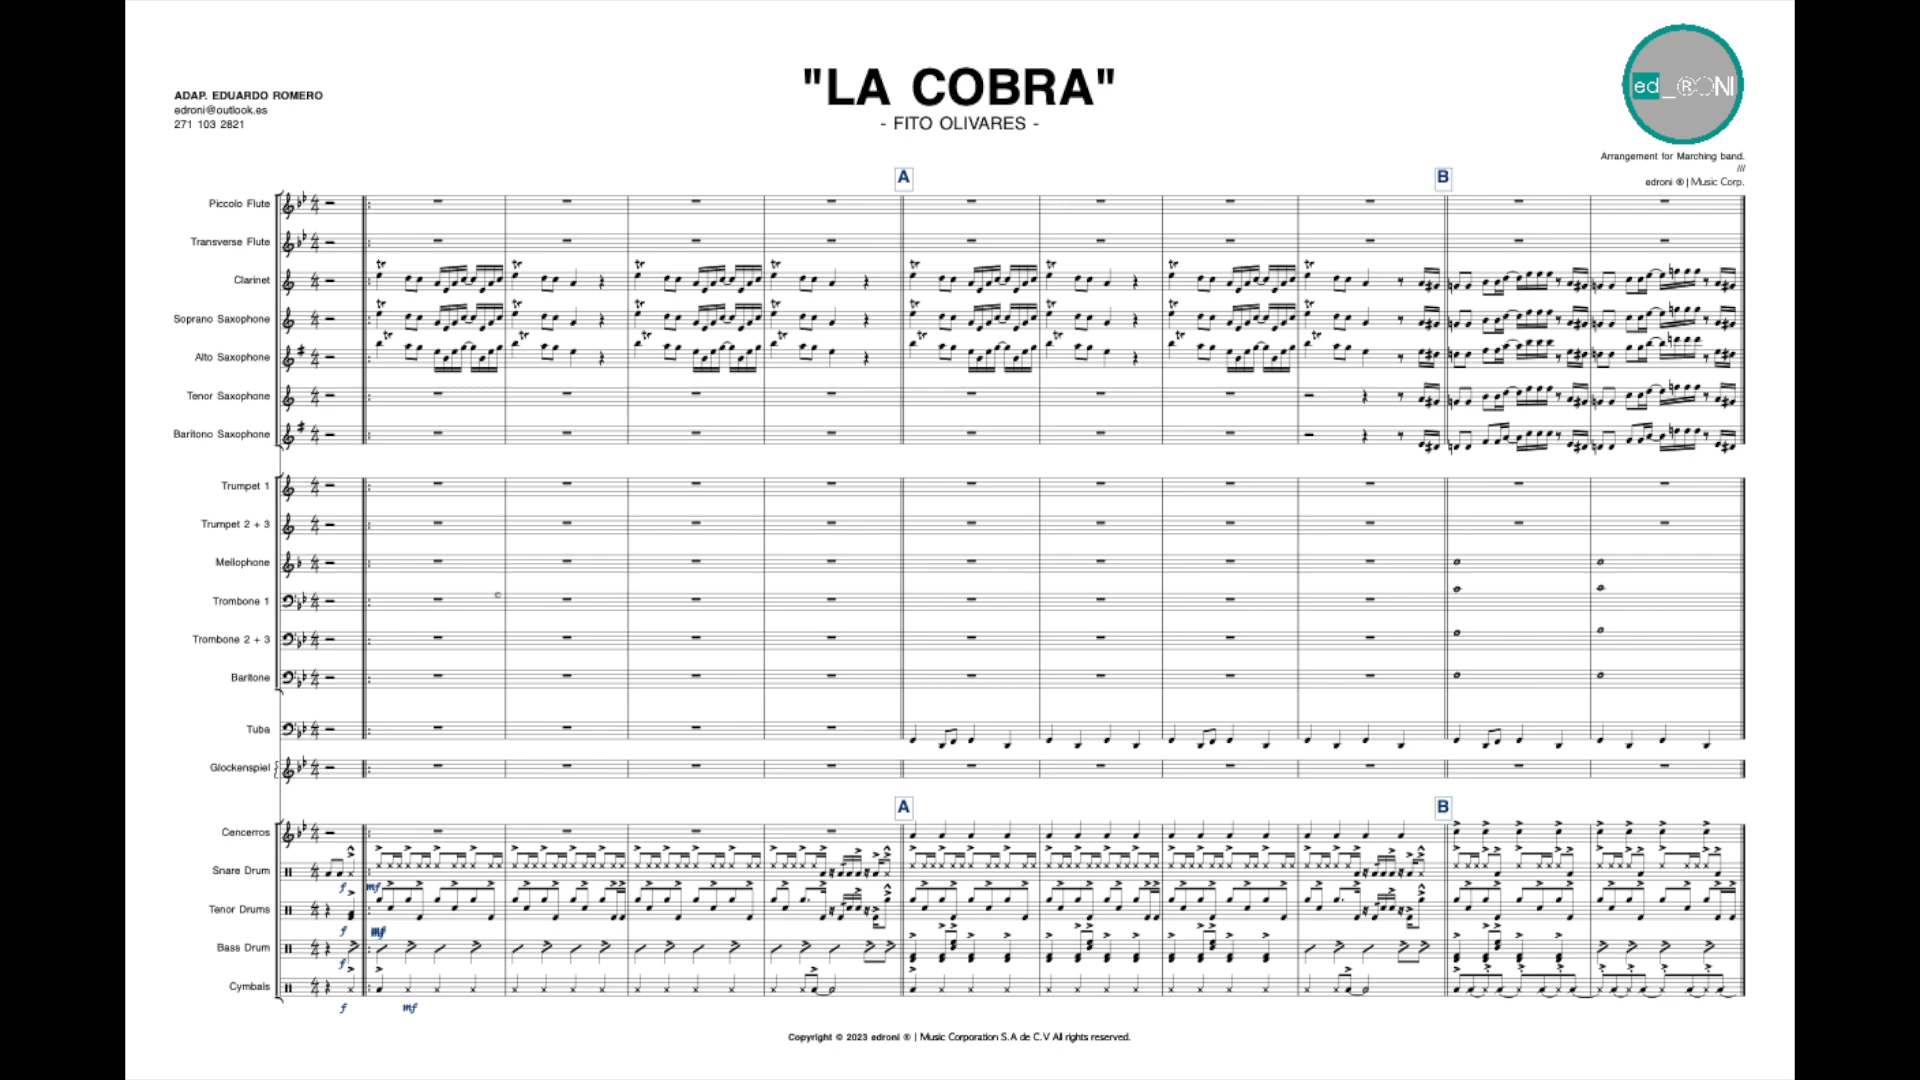 "LA COBRA"
- FITO OLIVARES -
ADAP. EDUARDO ROMERO
edroni@outlook.es
271 103 2821
ed_®ONI
Arrangement for Marching band.
///
edroni ® | Music Corp.
A
B
Piccolo Flute
Transverse Flute
Clarinet
Soprano Saxophone
Alto Saxophone
Tenor Saxophone
Baritono Saxophone
Trumpet 1
Trumpet 2 + 3
Mellophone
Trombone 1
Trombone 2 + 3
Baritone
Tuba
Glockenspiel
A
B
Cencerros
Snare Drum
Tenor Drums
Bass Drum
Cymbals
Copyright © 2023 edroni ® | Music Corporation S.A de C.V All rights reserved.